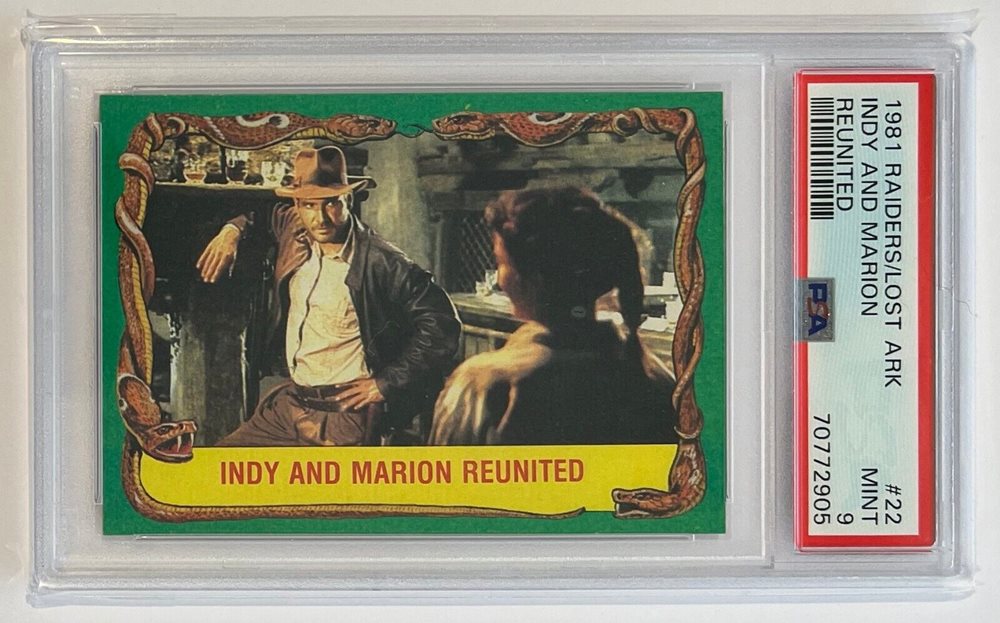 INDY AND MARION REUNITED
1981 RAIDERS/LOST ARK #22
INDY AND MARION MINT
REUNITED 9
PSA 70772905